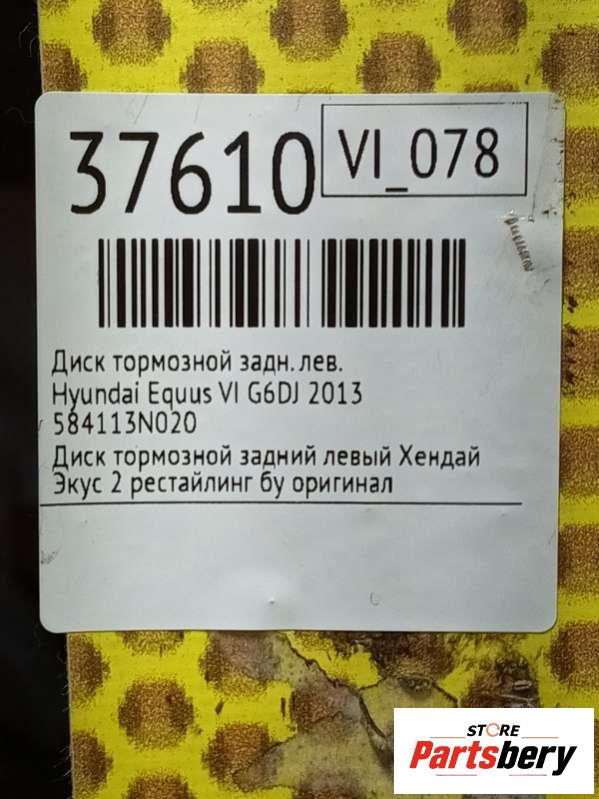 37610
VI_078
Диск тормозной задн. лев.
Hyundai Equus VI G6DJ 2013
584113N020
Диск тормозной задний левый Хендай
Экус 2 рестайлинг бу оригинал
STORE
Partsbery